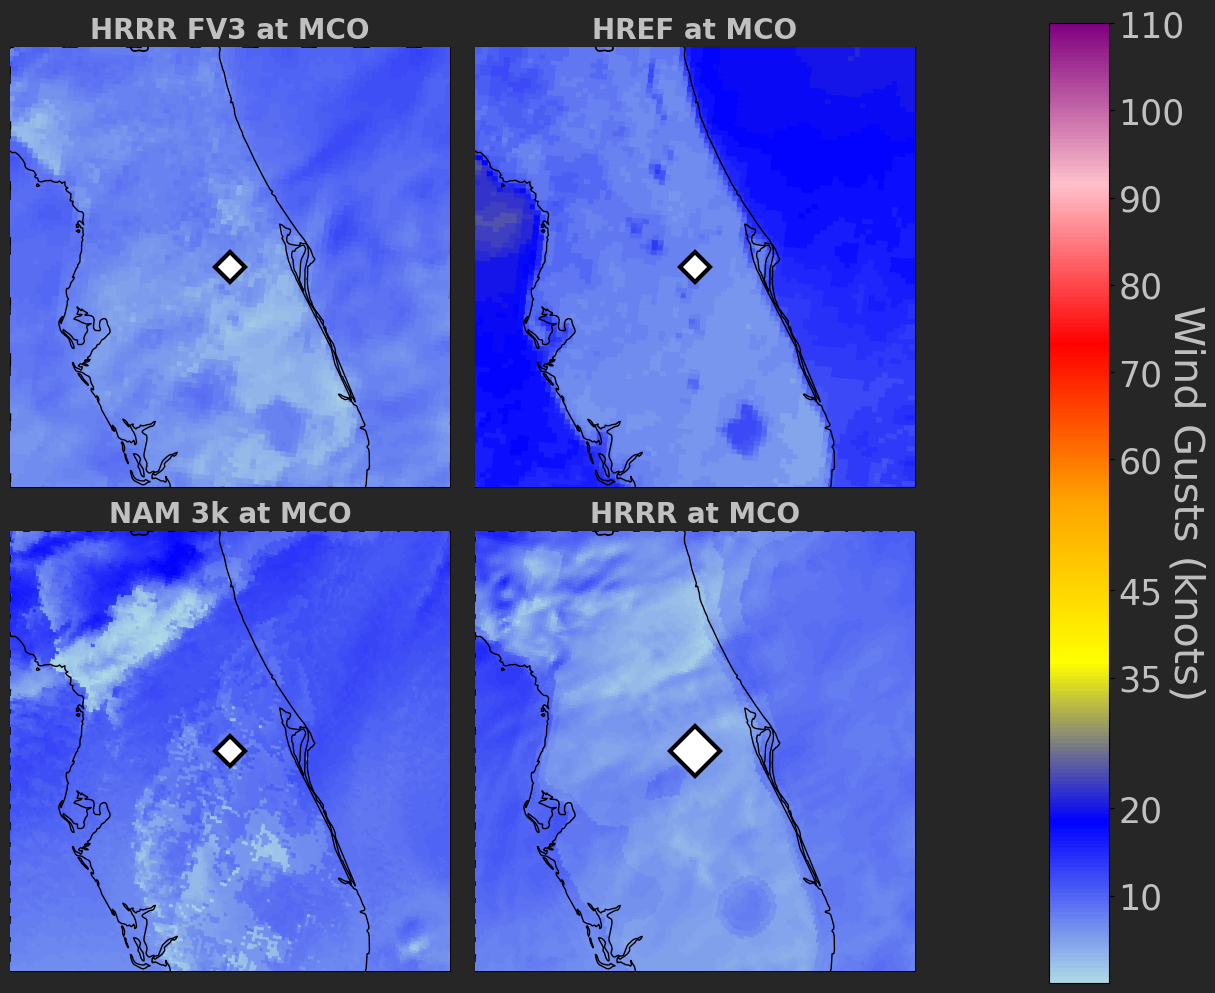 HRRR FV3 at MCO
HREF at MCO
NAM 3k at MCO
HRRR at MCO
110
100
90
80
70
60
45
35
20
10
Wind Gusts (knots)